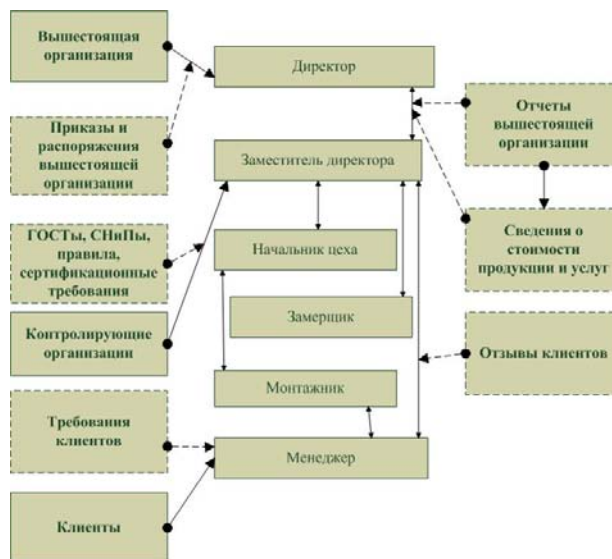 Вышестоящая
организация
Приказы и
распоряжения
вышестоящей
организации
ГОСТы, СНиПы,
правила,
сертификационные
требования
Контролирующие
организации
Требования
клиентов
Клиенты
Директор
Заместитель директора
Начальник цеха
Замерщик
Монтажник
Менеджер
Отчеты
вышестоящей
организации
Сведения о
стоимости
продукции и услуг
Отзывы клиентов